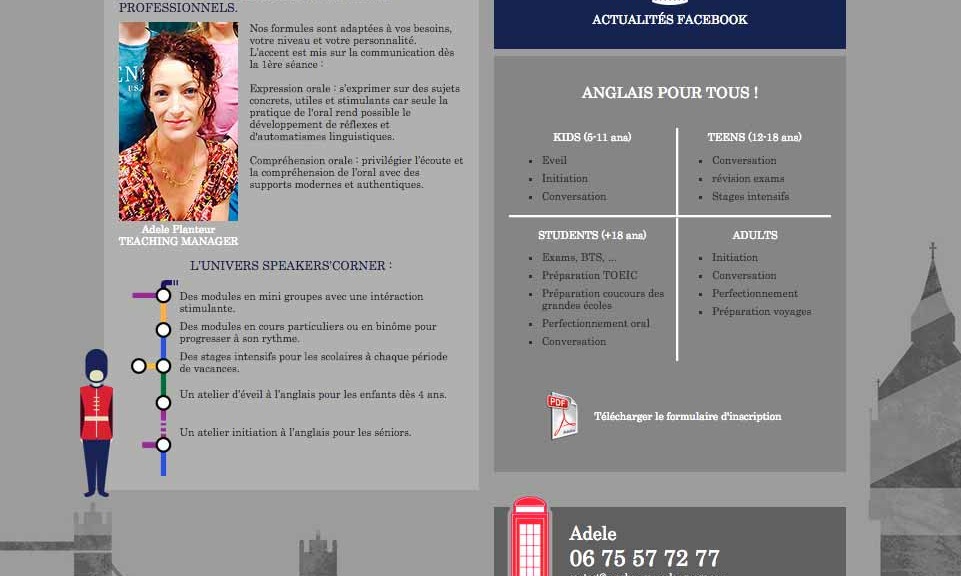 PROFESSIONNELS.
Nos formules sont adaptées à vos besoins,
votre niveau et votre personnalité.
L'accent est mis sur la communication dès
la 1ère séance :
Expression orale : s'exprimer sur des sujets
concrets, utiles et stimulants car seule la
pratique de l'oral rend possible le
développement de réflexes et
d'automatismes linguistiques.
Compréhension orale : privilégier l'écoute et
la compréhension de l'oral avec des
supports modernes et authentiques.
Adele Planteur
TEACHING MANAGER
L'UNIVERS SPEAKERS'CORNER :
Des modules en mini groupes avec une intéraction
stimulante.
Des modules en cours particuliers ou en binôme pour
progresser à son rythme.
Des stages intensifs pour les scolaires à chaque période
de vacances.
Un atelier d'éveil à l'anglais pour les enfants dès 4 ans.
Un atelier initiation à l'anglais pour les séniors.
ACTUALITÉS FACEBOOK
ANGLAIS POUR TOUS !
KIDS (5-11 ans)
Eveil
Initiation
Conversation
TEENS (12-18 ans)
Conversation
révision exams
Stages intensifs
STUDENTS (+18 ans)
Exams, BTS, ...
Préparation TOEIC
Préparation coucours des
grandes écoles
Perfectionnement oral
Conversation
ADULTS
Initiation
Conversation
Perfectionnement
Préparation voyages
PDF
Adobe
Télécharger le formulaire d'inscription
Adele
06 75 57 72 77